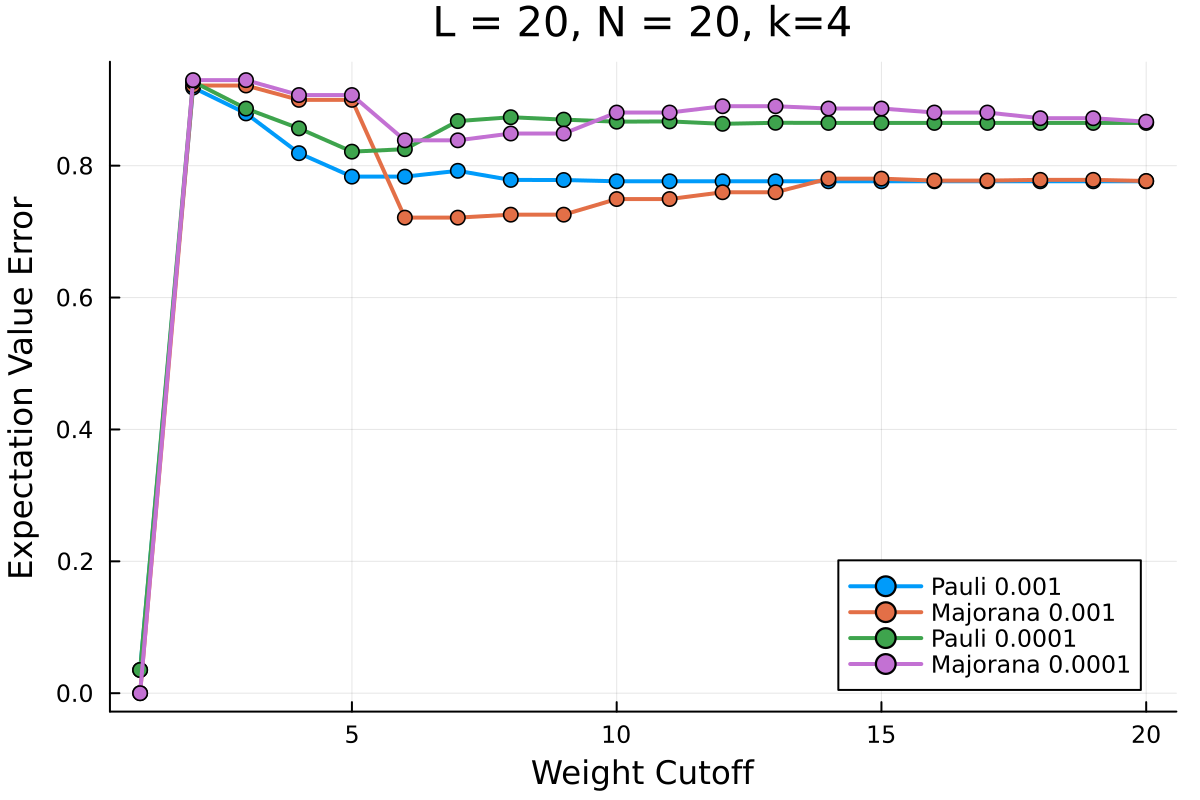 L = 20, N = 20, k=4
Expectation Value Error
0.8
0.6
0.4
0.2
0.0
5
10
15
20
Weight Cutoff
Pauli 0.001
Majorana 0.001
Pauli 0.0001
Majorana 0.0001